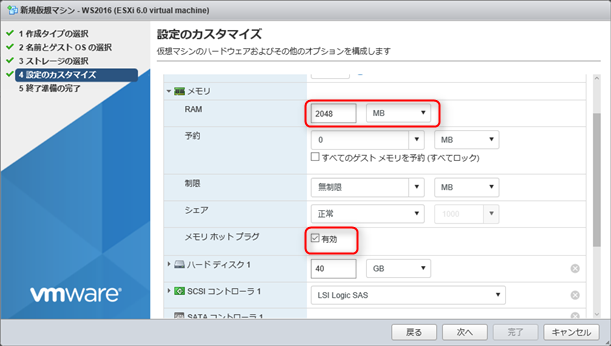 新規仮想マシン - WS2016 (ESXi 6.0 virtual machine)
1 作成タイプの選択
2 名前とゲスト OS の選択
3 ストレージの選択
4 設定のカスタマイズ
5 終了準備の完了
vmware
設定のカスタマイズ
仮想マシンのハードウェアおよびその他のオプションを構成します
メモリ
RAM 2048 MB
予約 0 MB
すべてのゲスト メモリを予約 (すべてロック)
制限 無制限 MB
シェア 正常 1000
メモリ ホット プラグ 有効
ハード ディスク 1 40 GB
SCSI コントローラ 1 LSI Logic SAS
SATA コントローラ 1
戻る 次へ 完了 キャンセル